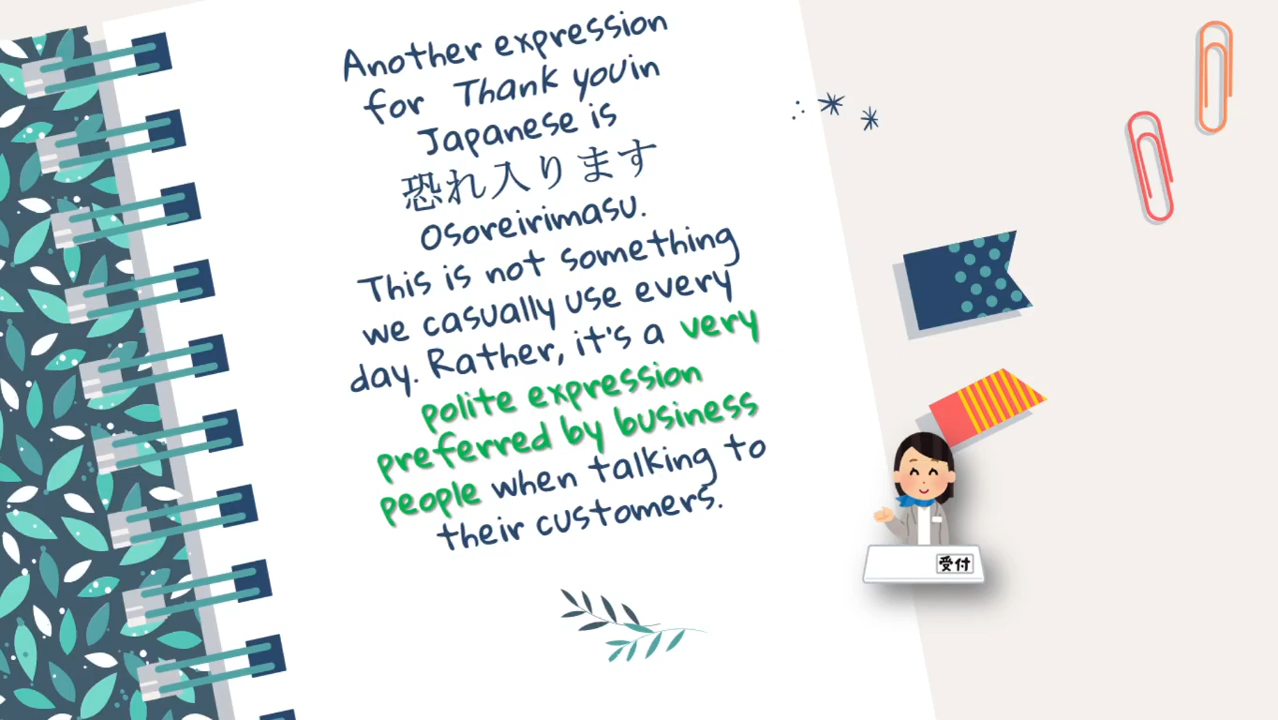 Another expression
for Thank youin
Japanese is
恐れ入ります
Osoreirimasu.
This is not something
we casually use every
day. Rather, it's a very
polite expression
preferred by business
people when talking to
their customers.
受付